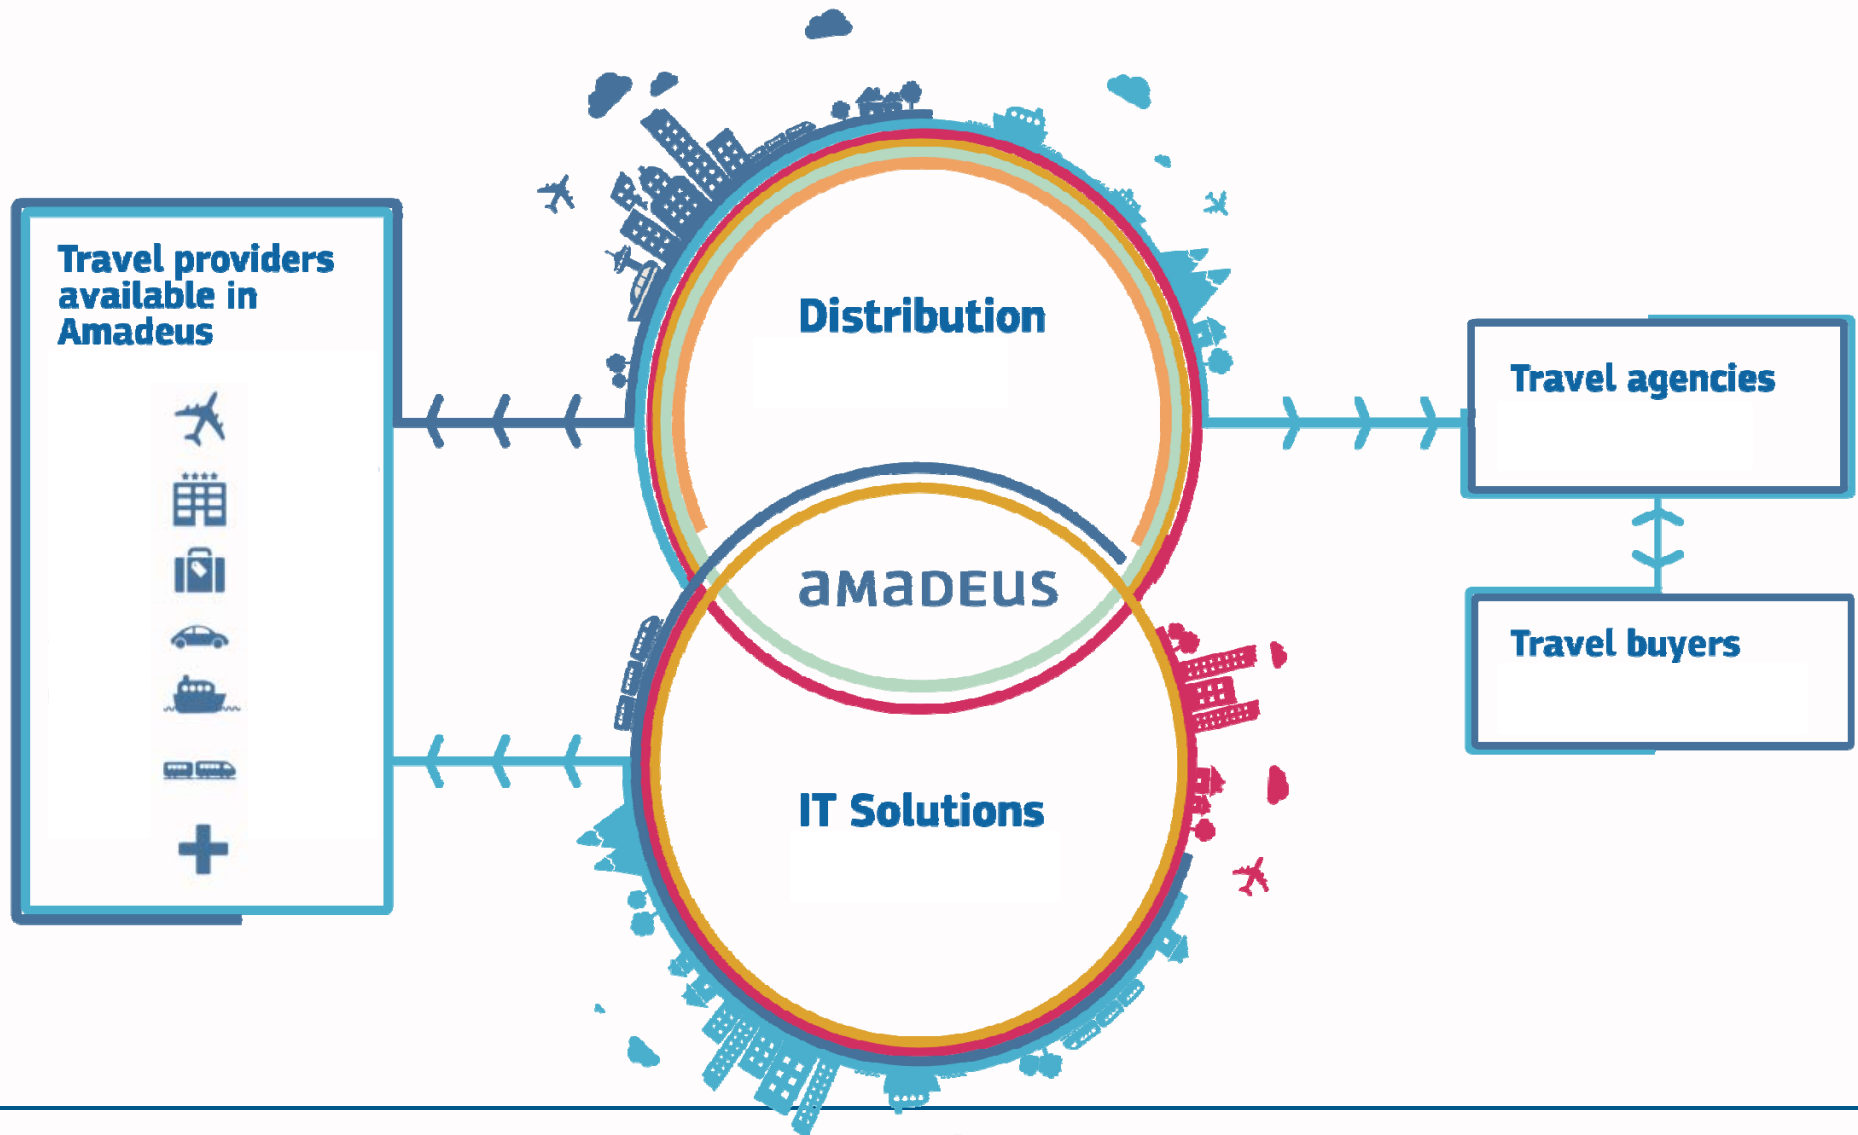 Travel providers
available in
Amadeus
Distribution
aMaDEUS
IT Solutions
Travel agencies
Travel buyers